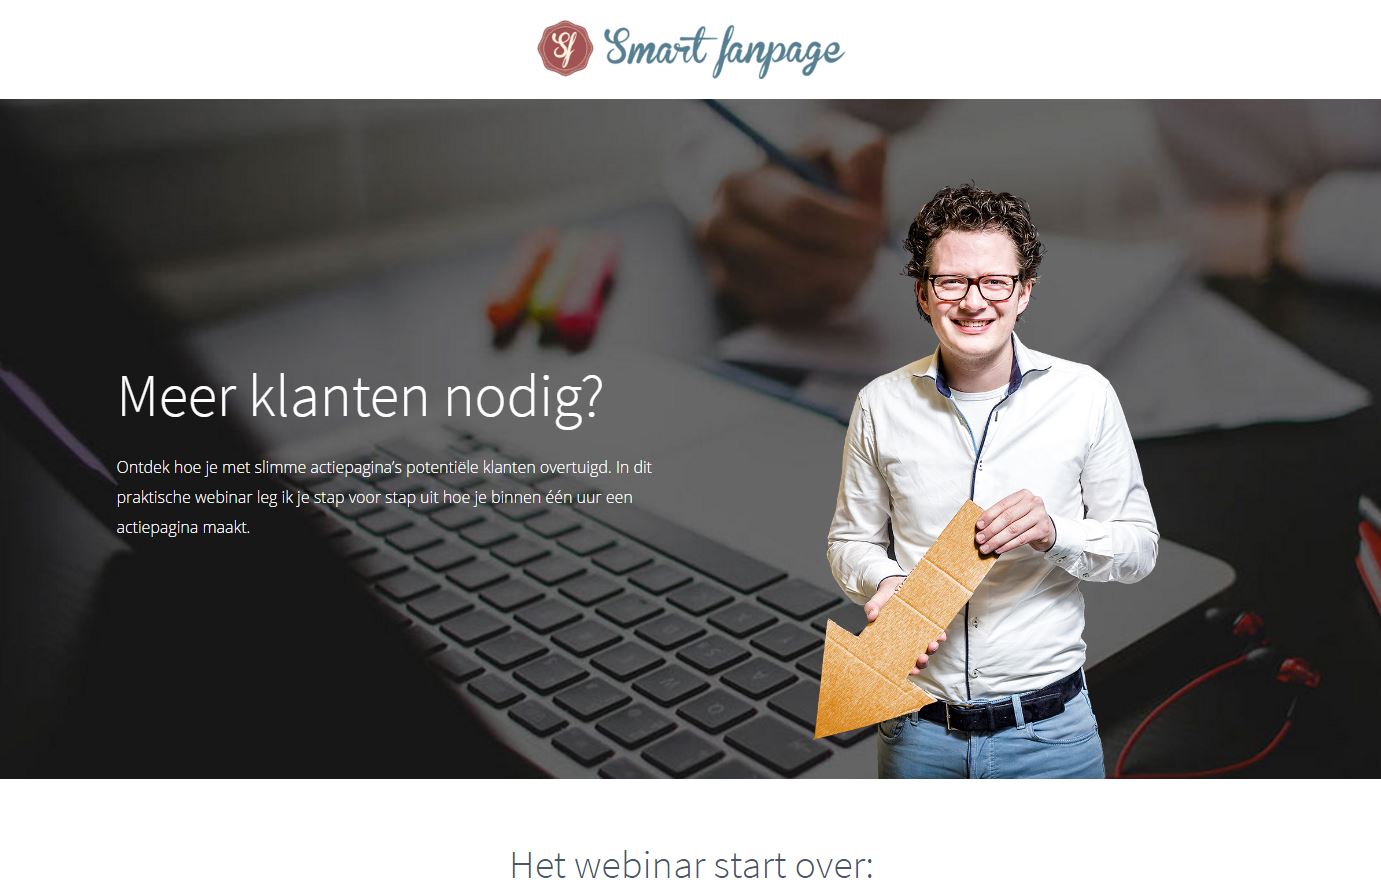 Sf Smart fanpage
Meer klanten nodig?
Ontdek hoe je met slimme actiepagina’s potentiële klanten overtuigd. In dit
praktische webinar leg ik je stap voor stap uit hoe je binnen één uur een
actiepagina maakt.
Het webinar start over: